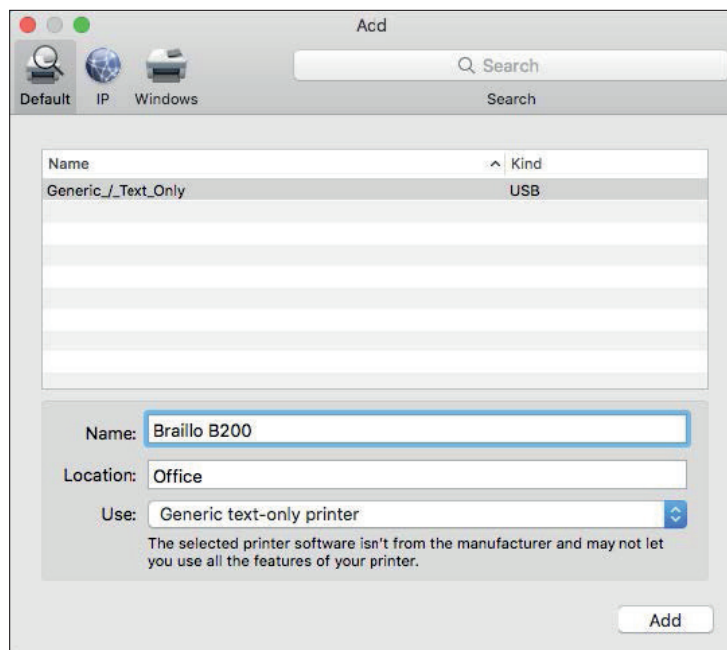 Acd
Default IP Windows
Search
Search
Name Kind
Generic_/_Text_Only USB
Name: Braillo B200
Location: Office
Use: Generic text-only printer
The selected printer software isn't from the manufacturer and may not let
you use all the features of your printer.
Add